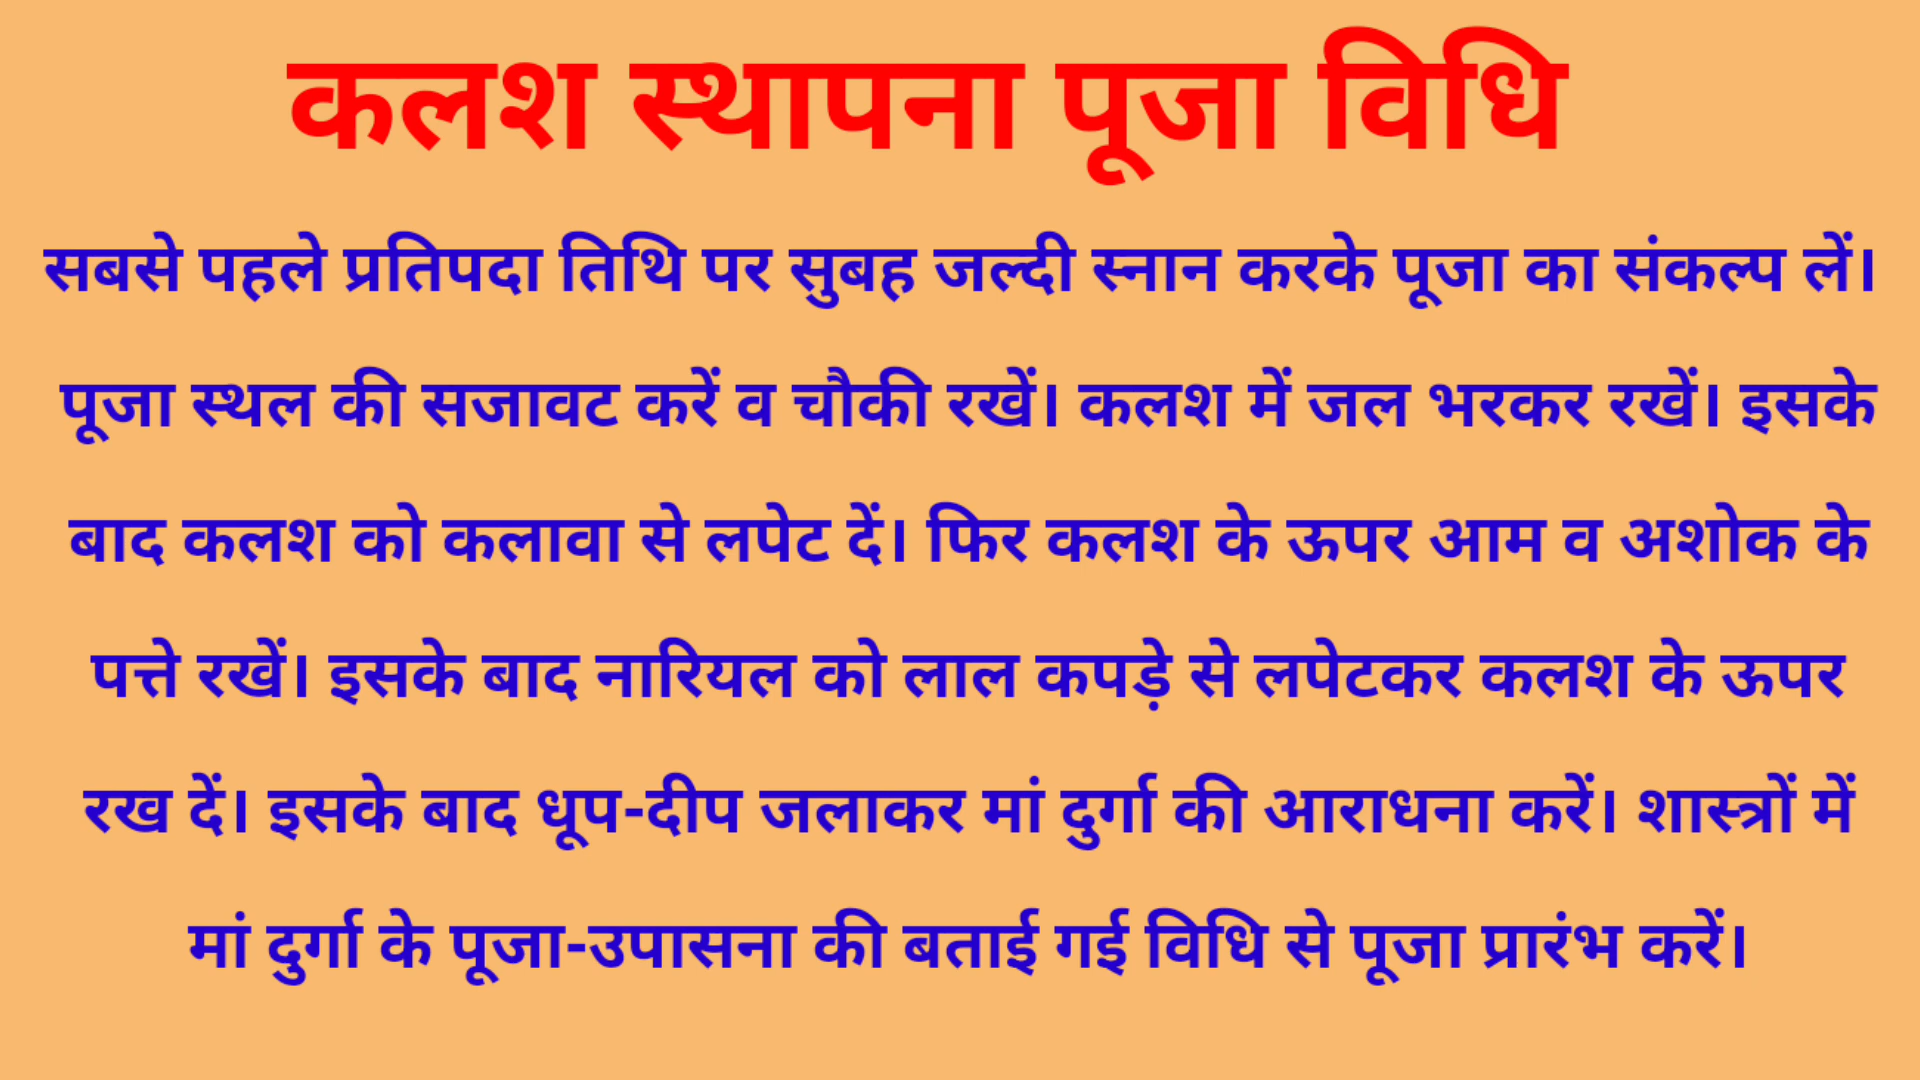 कलश स्थापना पूजा विधि
सबसे पहले प्रतिपदा तिथि पर सुबह जल्दी स्नान करके पूजा का संकल्प लें।
पूजा स्थल की सजावट करें व चौकी रखें। कलश में जल भरकर रखें। इसके
बाद कलश को कलावा से लपेट दें। फिर कलश के ऊपर आम व अशोक के
पत्ते रखें। इसके बाद नारियल को लाल कपड़े से लपेटकर कलश के ऊपर
रख दें। इसके बाद धूप-दीप जलाकर मां दुर्गा की आराधना करें। शास्त्रों में
मां दुर्गा के पूजा-उपासना की बताई गई विधि से पूजा प्रारंभ करें।